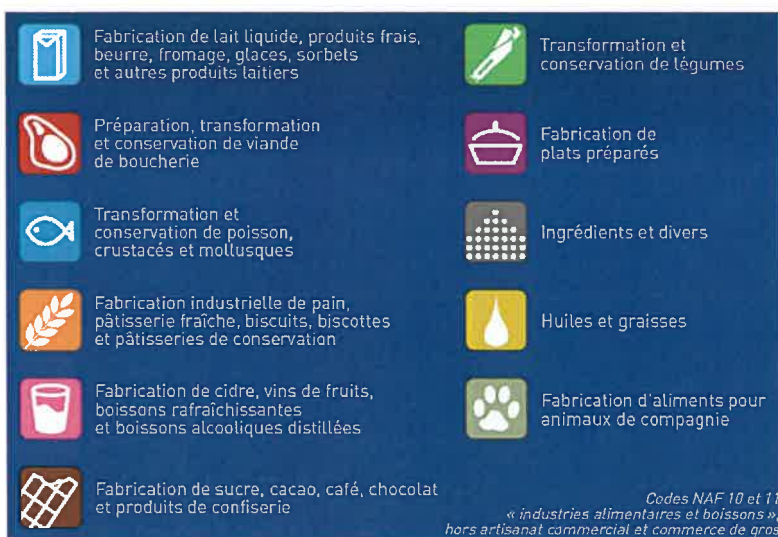 Fabrication de lait liquide, produits frais,
beurre, fromage, glaces, sorbets
et autres produits laitiers
Préparation, transformation
et conservation de viande
de boucherie
Transformation et
conservation de poisson,
crustacés et mollusques
Fabrication industrielle de pain,
pâtisserie fraîche, biscuits, biscottes
et pâtisseries de conservation
Fabrication de cidre, vins de fruits,
boissons rafraîchissantes
et boissons alcooliques distillées
Fabrication de sucre, cacao, café, chocolat
et produits de confiserie
Transformation et
conservation de légumes
Fabrication de
plats préparés
Ingrédients et divers
Huiles et graisses
Fabrication d'aliments pour
animaux de compagnie
Codes NAF 10 et 11
« industries alimentaires et boissons »,
hors artisanat commercial et commerce de gros